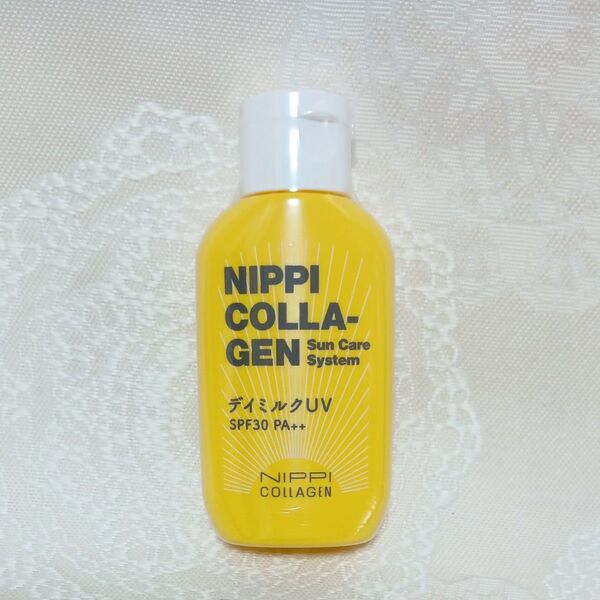 NIPPI
COLLA-
GEN Sun Care
System
デイミルクUV
SPF30 PA++
NIPPI
COLLAGEN